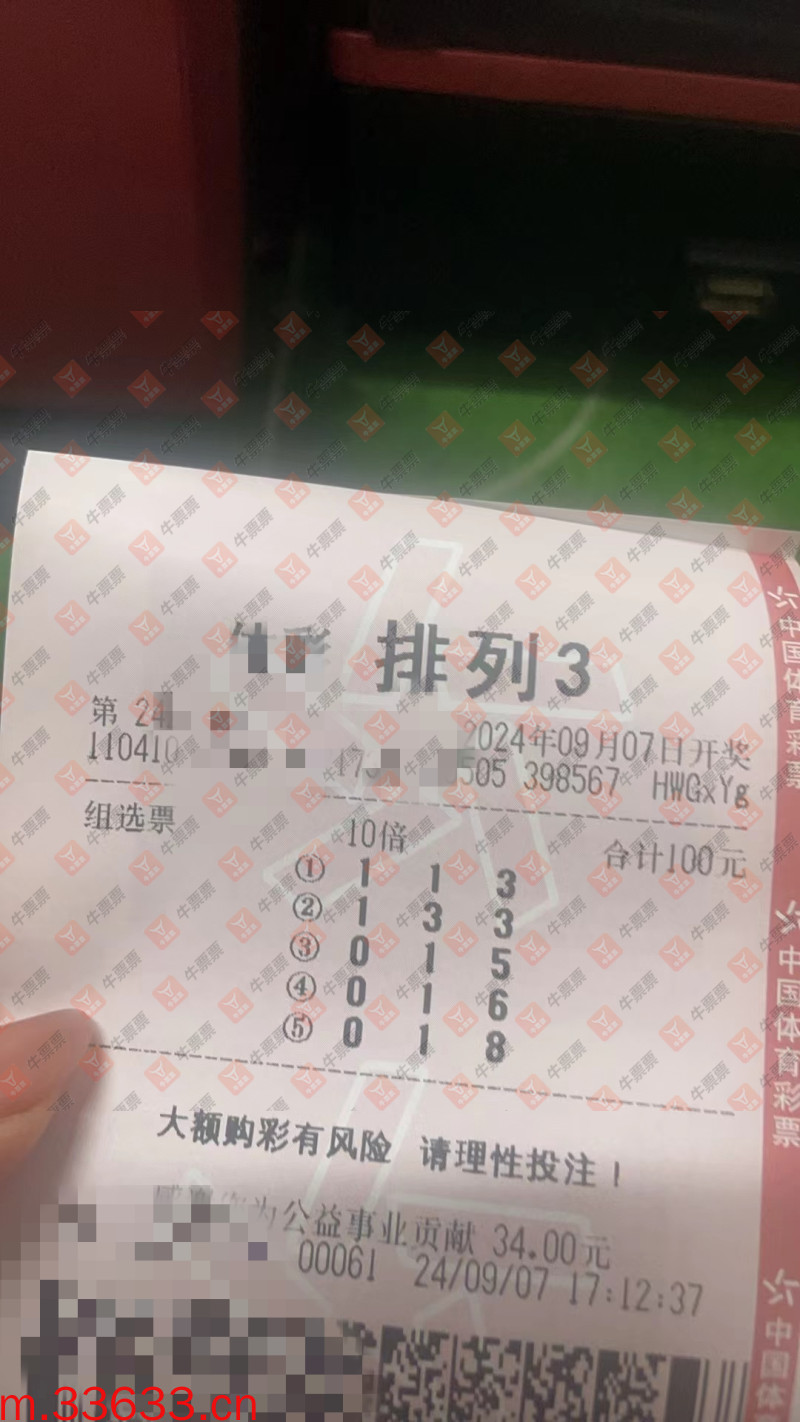 体彩 排列3
第 24
2024年09月07日开奖
110410
505 398567 HWGxYg
组选票
10倍
合计100元
① 1 1 3
② 1 3 3
③ 0 1 5
④ 0 1 6
⑤ 0 1 8
大额购彩有风险 请理性投注！
为公益事业贡献 34.00元
00061 24/09/07 17:12:37
中国体育彩票
中国体育彩票
中国体
牛票票
m.33633.cn